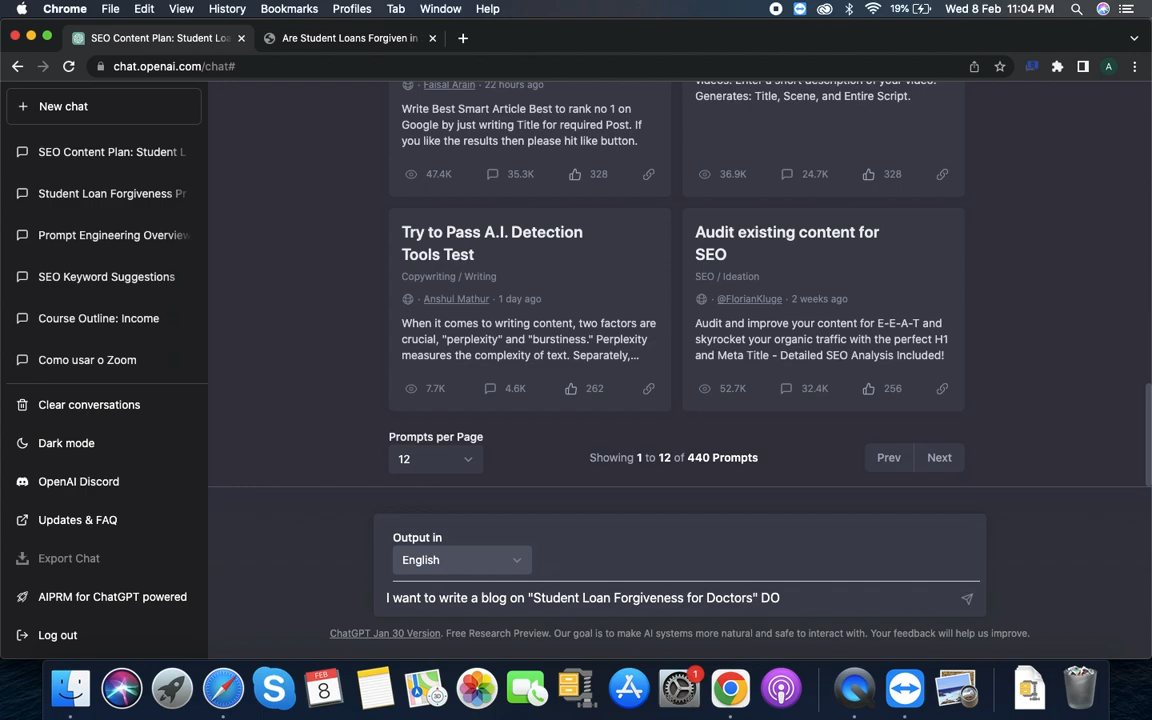 Chrome File Edit View History Bookmarks Profiles Tab Window Help 19% Wed 8 Feb 11:04 PM
SEO Content Plan: Student Loa Are Student Loans Forgiven in
chat.openai.com/chat# A
New chat
SEO Content Plan: Student L
Student Loan Forgiveness Pr
Prompt Engineering Overview
SEO Keyword Suggestions
Course Outline: Income
Como usar o Zoom
Clear conversations
Dark mode
OpenAI Discord
Updates & FAQ
Export Chat
AIPRM for ChatGPT powered
Log out
· Faisal Arain · 22 hours ago
Write Best Smart Article Best to rank no 1 on
Google by just writing Title for required Post. If
you like the results then please hit like button.
47.4K 35.3K 328
videos. Enter a short description of your video.
Generates: Title, Scene, and Entire Script.
36.9K 24.7K 328
Try to Pass A.I. Detection
Tools Test
Copywriting / Writing
· Anshul Mathur · 1 day ago
When it comes to writing content, two factors are
crucial, "perplexity" and "burstiness." Perplexity
measures the complexity of text. Separately,...
7.7K 4.6K 262
Audit existing content for
SEO
SEO / Ideation
· @FlorianKluge · 2 weeks ago
Audit and improve your content for E-E-A-T and
skyrocket your organic traffic with the perfect H1
and Meta Title - Detailed SEO Analysis Included!
52.7K 32.4K 256
Prompts per Page
12
Showing 1 to 12 of 440 Prompts
Prev Next
Output in
English
I want to write a blog on "Student Loan Forgiveness for Doctors" DO
ChatGPT Jan 30 Version. Free Research Preview. Our goal is to make AI systems more natural and safe to interact with. Your feedback will help us improve.
FEB
8
1